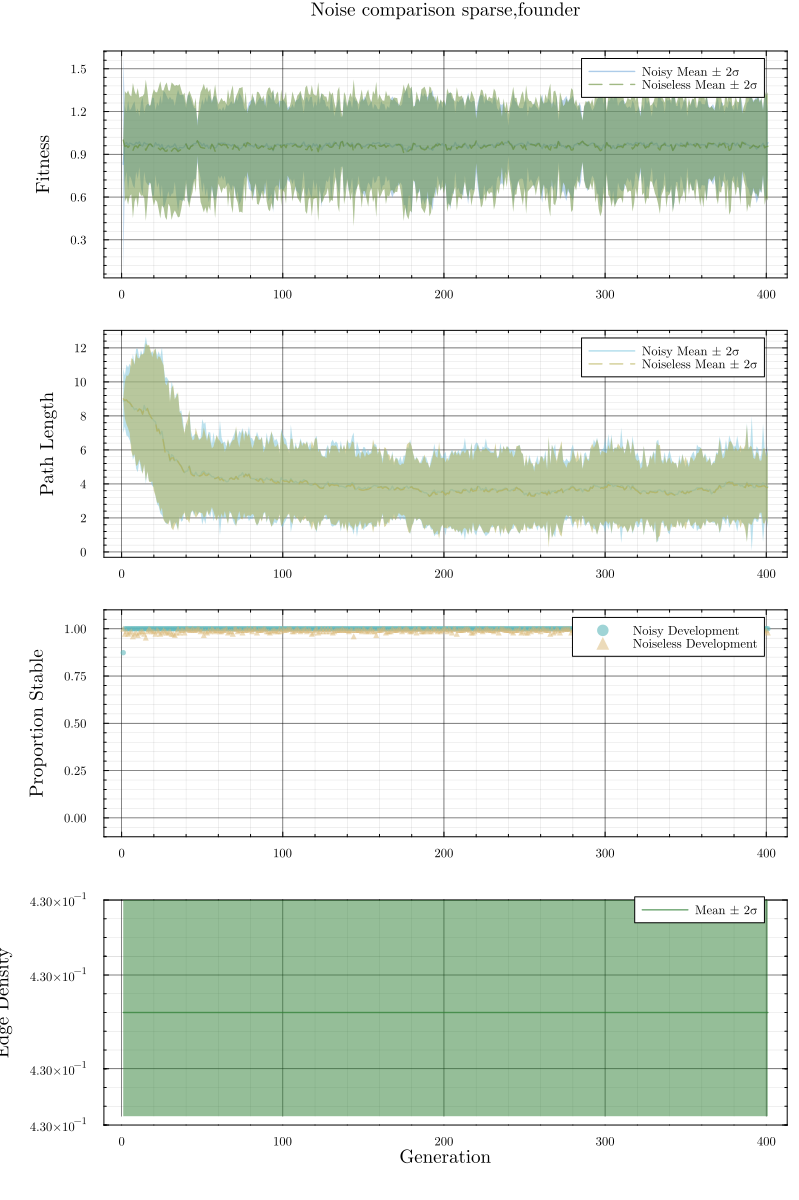 Noise comparison sparse,founder
1.5
1.2
0.9
0.6
0.3
Fitness
Noisy Mean ± 2σ
Noiseless Mean ± 2σ
0 100 200 300 400
12
10
8
6
4
2
0
Path Length
Noisy Mean ± 2σ
Noiseless Mean ± 2σ
0 100 200 300 400
1.00
0.75
0.50
0.25
0.00
Proportion Stable
Noisy Development
Noiseless Development
0 100 200 300 400
4.30×10⁻¹
4.30×10⁻¹
4.30×10⁻¹
4.30×10⁻¹
Edge Density
Mean ± 2σ
0 100 200 300 400
Generation